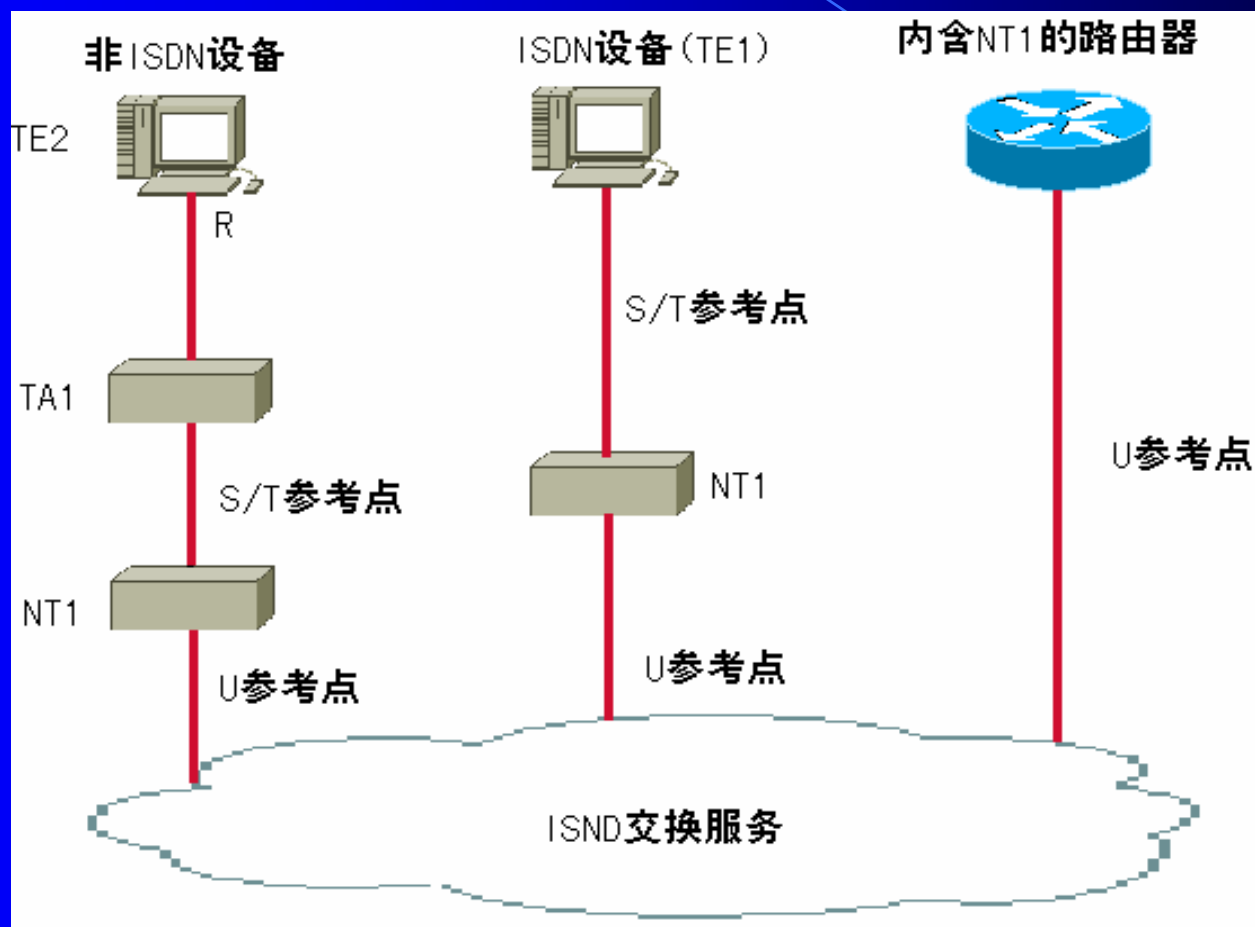 非ISDN设备
ISDN设备(TE1)
内含NT1的路由器
TE2
R
S/T参考点
TA1
U参考点
S/T参考点
NT1
NT1
U参考点
U参考点
ISND交换服务